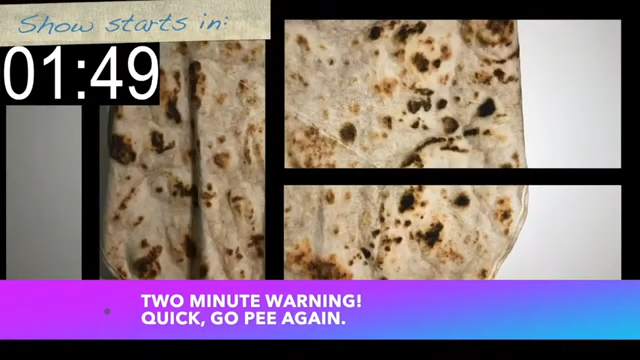 Show starts in:
01:49
TWO MINUTE WARNING!
QUICK, GO PEE AGAIN.